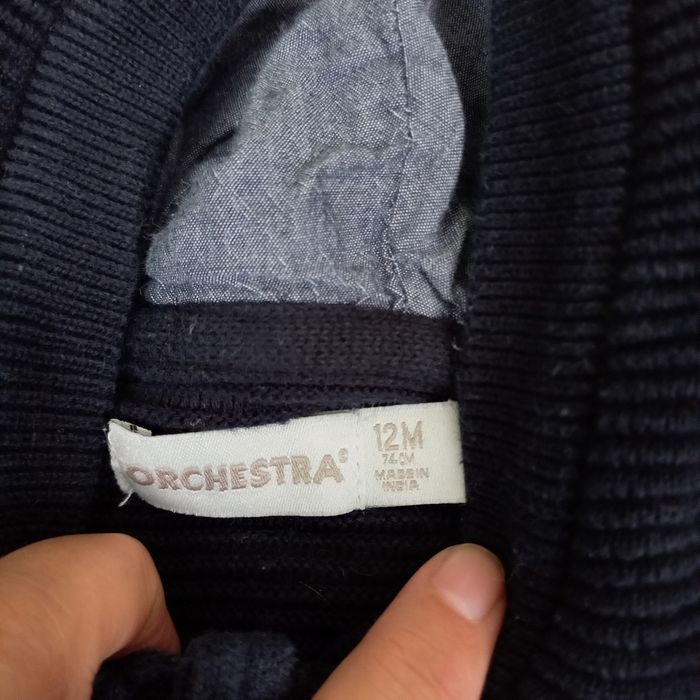 ORCHESTRA®
12M
74CM
MADE IN
INDIA